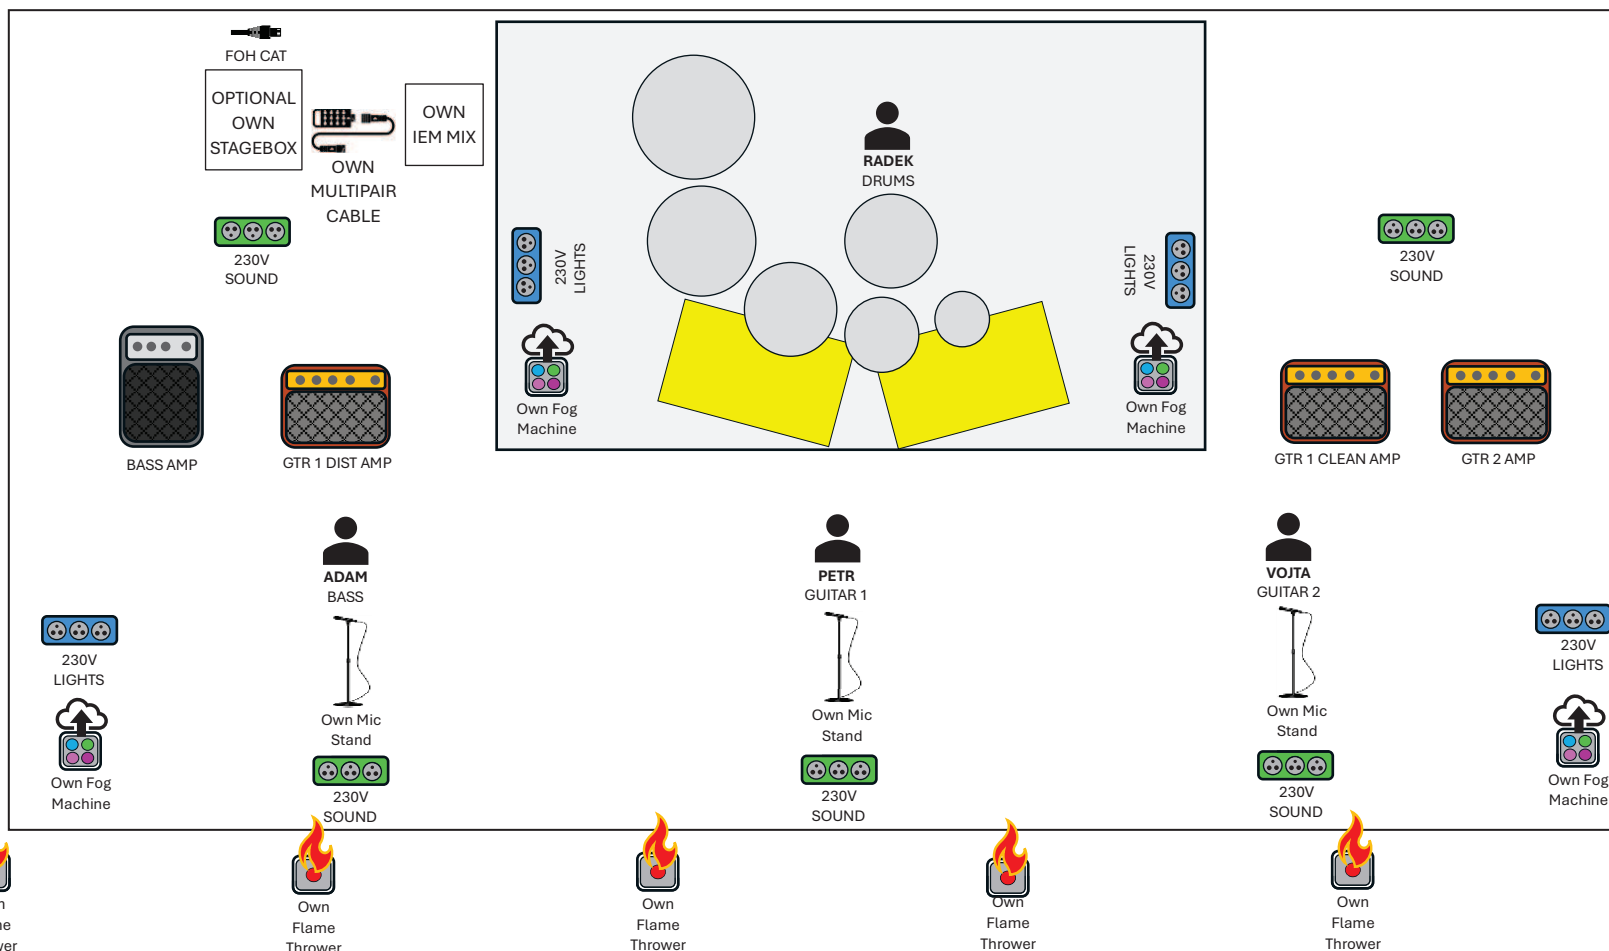 FOH CAT
OPTIONAL
OWN
STAGEBOX
OWN
MULTIPAIR
CABLE
OWN
IEM MIX
230V
SOUND
RADEK
DRUMS
230V
LIGHTS
230V
LIGHTS
230V
SOUND
Own Fog
Machine
Own Fog
Machine
BASS AMP
GTR 1 DIST AMP
GTR 1 CLEAN AMP
GTR 2 AMP
ADAM
BASS
PETR
GUITAR 1
VOJTA
GUITAR 2
230V
LIGHTS
230V
LIGHTS
Own Mic
Stand
Own Mic
Stand
Own Mic
Stand
Own Fog
Machine
Own Fog
Machine
230V
SOUND
230V
SOUND
230V
SOUND
Own
Flame
Thrower
Own
Flame
Thrower
Own
Flame
Thrower
Own
Flame
Thrower